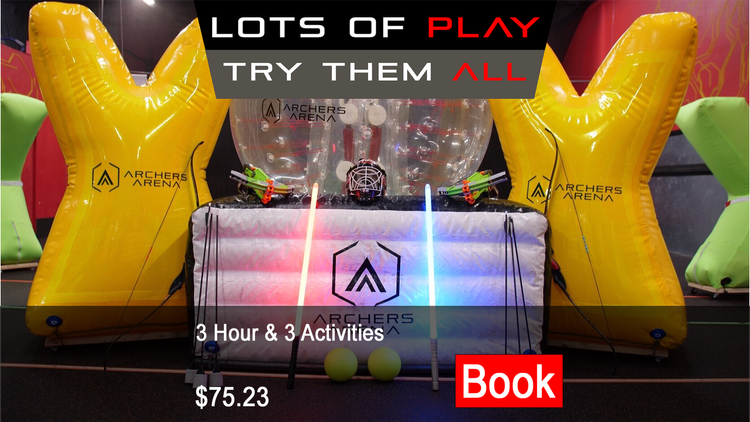 LOTS OF PLAY
TRY THEM ALL
ARCHERS
ARENA
ARCHERS
ARENA
ARCHERS
ARENA
ARCHERS
ARENA
3 Hour & 3 Activities
$75.23
Book